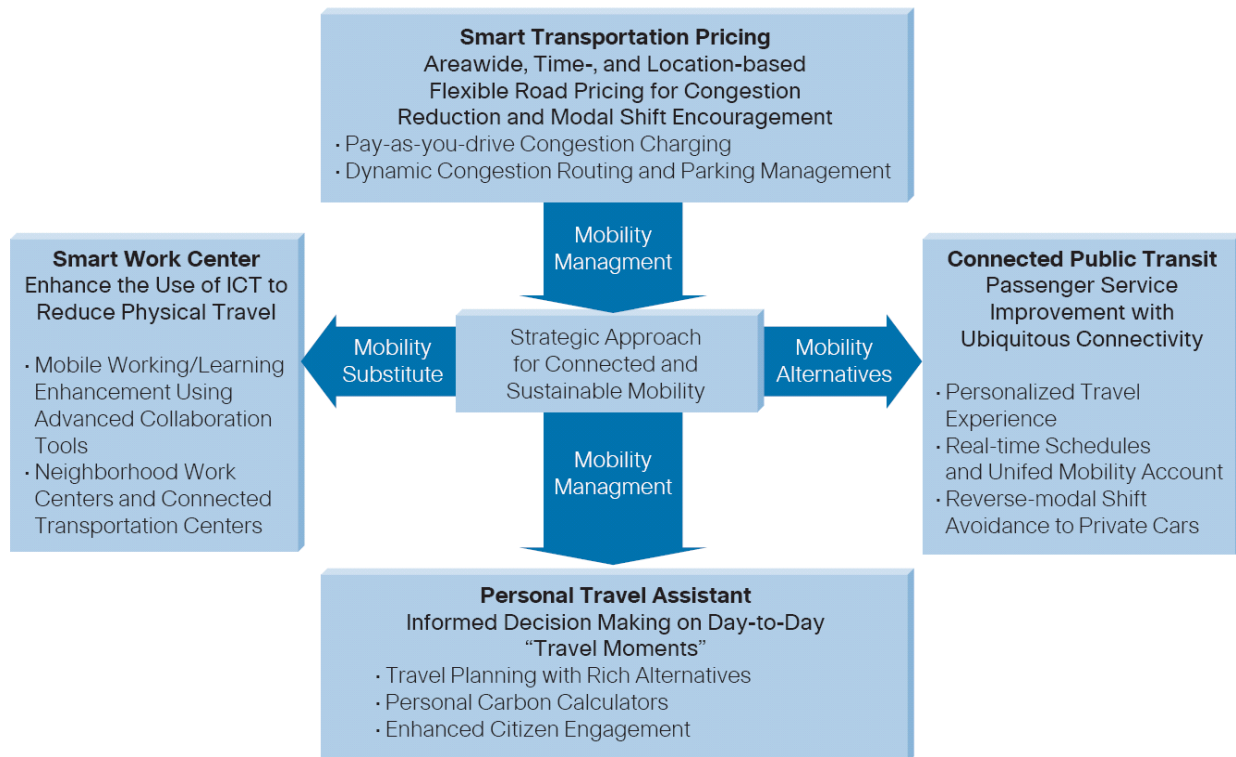 Smart Transportation Pricing
Areawide, Time-, and Location-based
Flexible Road Pricing for Congestion
Reduction and Modal Shift Encouragement
· Pay-as-you-drive Congestion Charging
· Dynamic Congestion Routing and Parking Management
Mobility
Managment
Smart Work Center
Enhance the Use of ICT to
Reduce Physical Travel
· Mobile Working/Learning
Enhancement Using
Advanced Collaboration
Tools
· Neighborhood Work
Centers and Connected
Transportation Centers
Mobility
Substitute
Strategic Approach
for Connected and
Sustainable Mobility
Mobility
Alternatives
Connected Public Transit
Passenger Service
Improvement with
Ubiquitous Connectivity
· Personalized Travel
Experience
· Real-time Schedules
and Unifed Mobility Account
· Reverse-modal Shift
Avoidance to Private Cars
Mobility
Managment
Personal Travel Assistant
Informed Decision Making on Day-to-Day
“Travel Moments”
· Travel Planning with Rich Alternatives
· Personal Carbon Calculators
· Enhanced Citizen Engagement